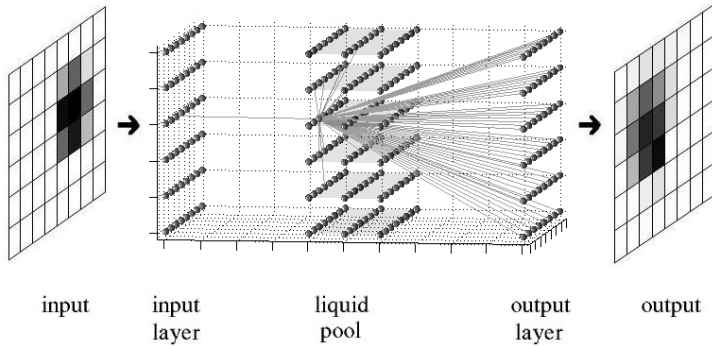 input
input
layer
liquid
pool
output
layer
output